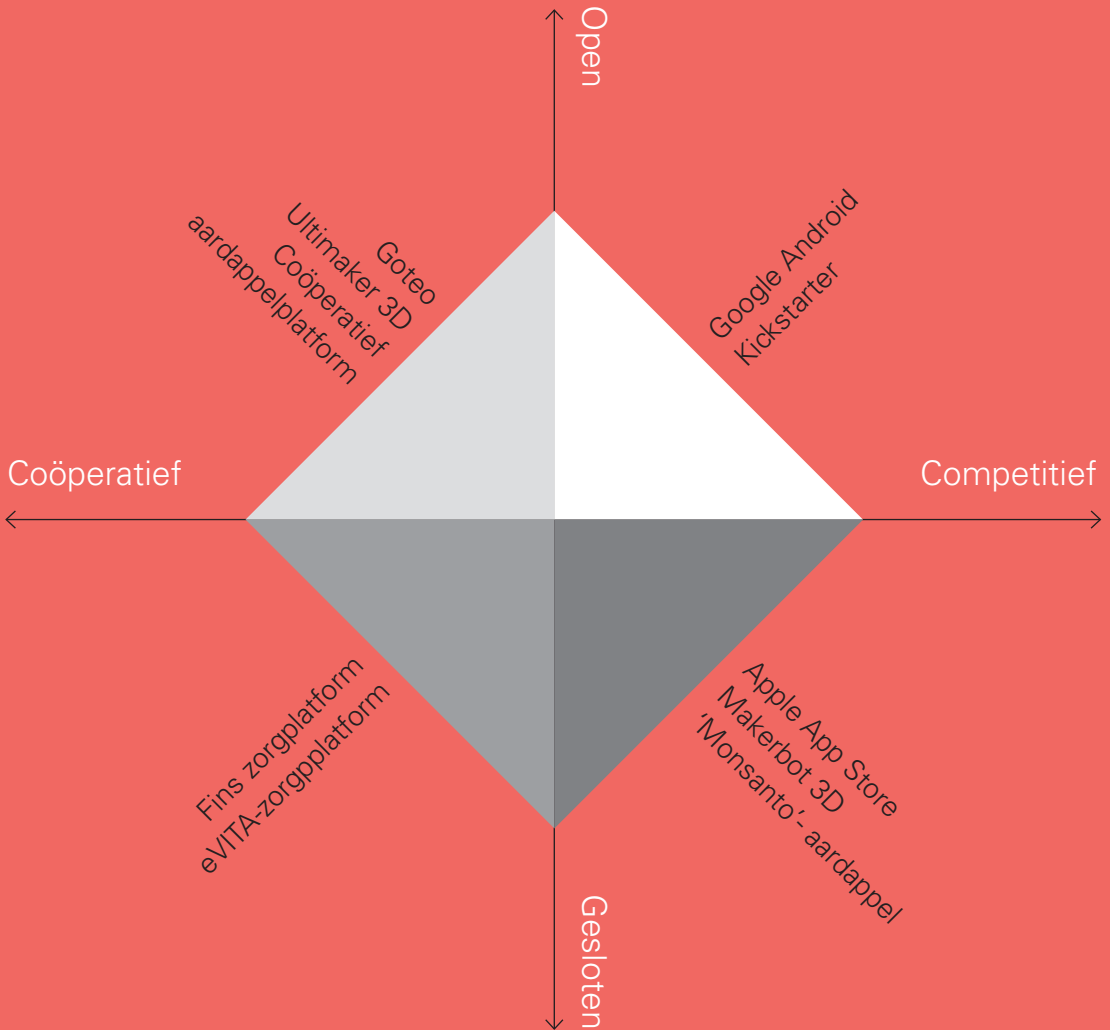 Open
Goteo
Ultimaker 3D
Coöperatief
aardappelplatform
Google Android
Kickstarter
Coöperatief
Competitief
Fins zorgplatform
eVITA-zorgpplatform
Apple App Store
Makerbot 3D
‘Monsanto’- aardappel
Gesloten